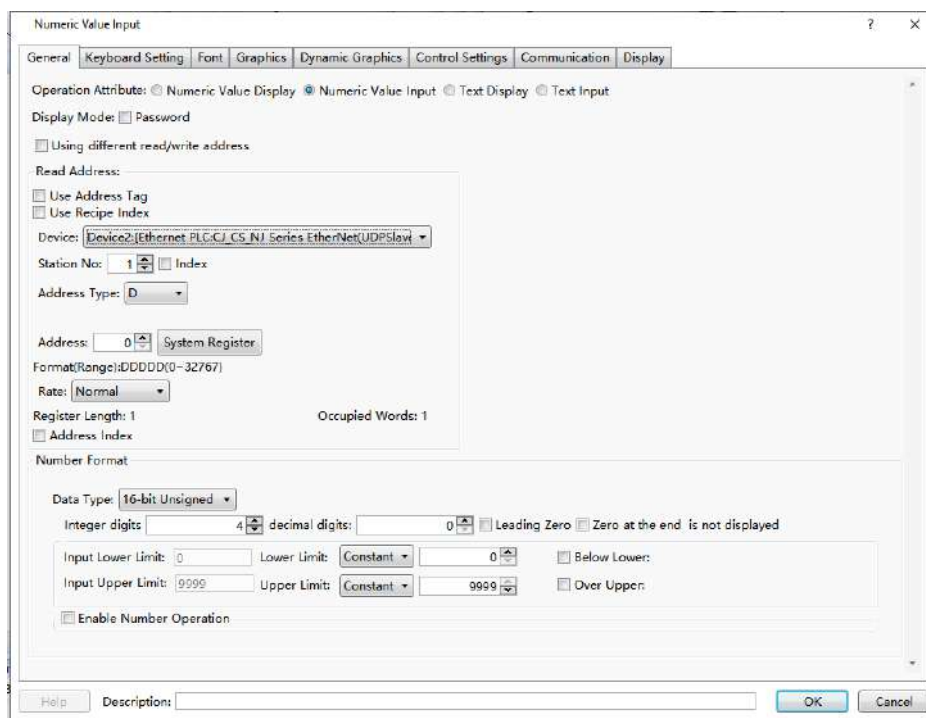 Numeric Value Input ? ×
General Keyboard Setting Font Graphics Dynamic Graphics Control Settings Communication Display
Operation Attribute: Numeric Value Display Numeric Value Input Text Display Text Input
Display Mode: Password
Using different read/write address
Read Address:
Use Address Tag
Use Recipe Index
Device: Device2:[Ethernet PLC:CJ_CS_NJ Series EtherNet(UDPSlave
Station No: 1 Index
Address Type: D
Address: 0 System Register
Format(Range):DDDDD(0-32767)
Rate: Normal
Register Length: 1 Occupied Words: 1
Address Index
Number Format
Data Type: 16-bit Unsigned
Integer digits 4 decimal digits: 0 Leading Zero Zero at the end is not displayed
Input Lower Limit: 0 Lower Limit: Constant 0 Below Lower:
Input Upper Limit: 9999 Upper Limit: Constant 9999 Over Upper:
Enable Number Operation
Help Description: OK Cancel